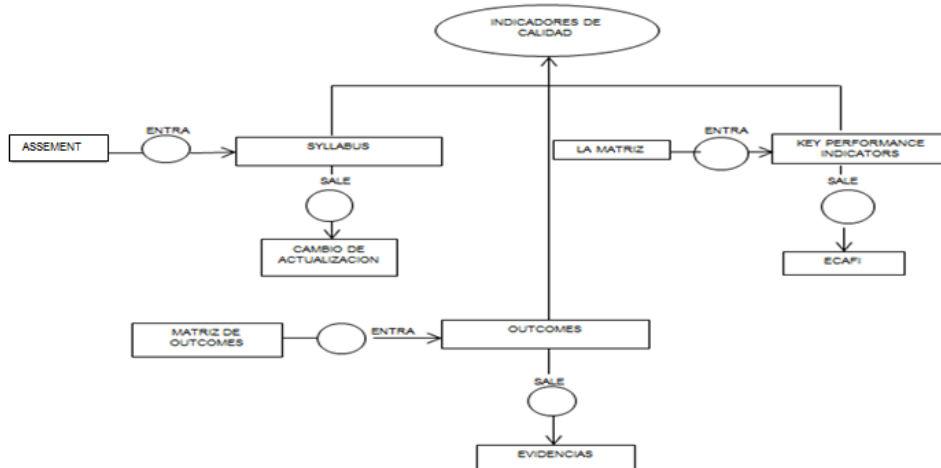 INDICADORES DE
CALIDAD
ASSEMENT
ENTRA
SYLLABUS
SALE
CAMBIO DE
ACTUALIZACION
LA MATRIZ
ENTRA
KEY PERFORMANCE
INDICATORS
SALE
ECAFI
MATRIZ DE
OUTCOMES
ENTRA
OUTCOMES
SALE
EVIDENCIAS